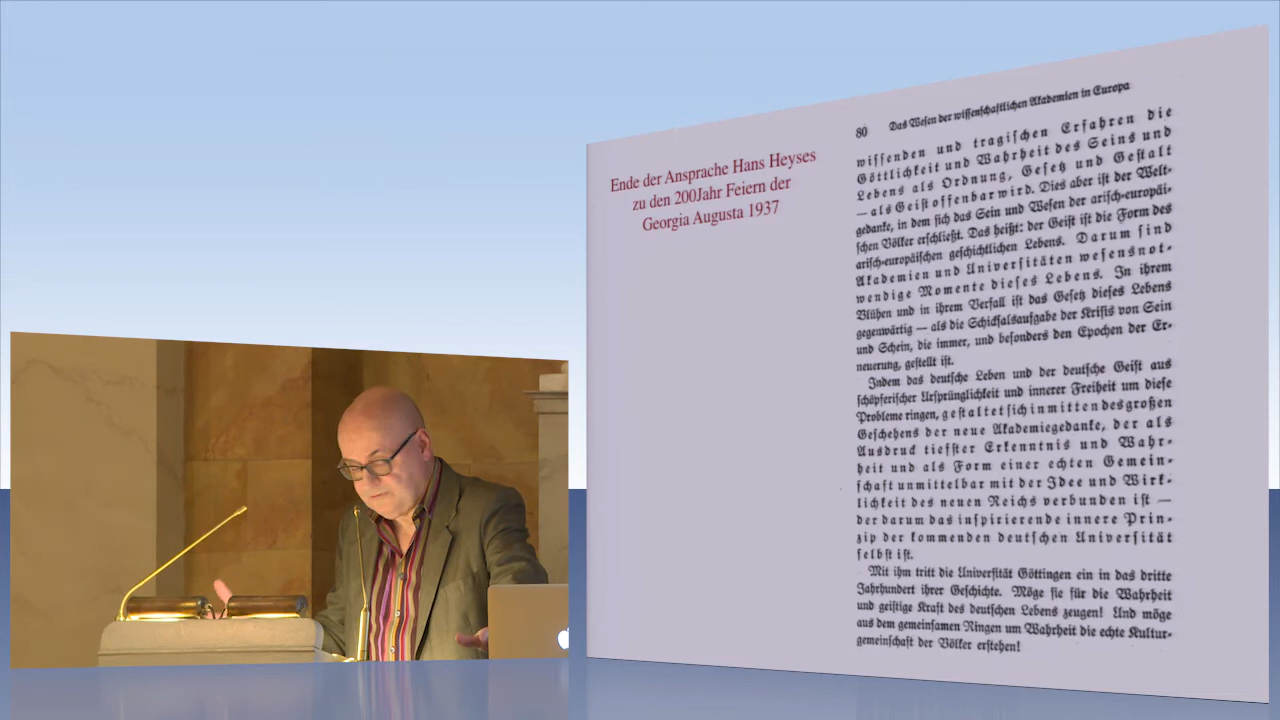 Ende der Ansprache Hans Heyses
zu den 200Jahr Feiern der
Georgia Augusta 1937
80 Das Wesen der wissenschaftlichen Akademien in Europa
wissenden und tragischen Erfahren die
Göttlichkeit und Wahrheit des Seins und
Lebens als Ordnung, Gesetz und Gestalt
— als Geist offenbar wird. Dies aber ist der Welt-
gedanke, in dem sich das Sein und Wesen der arisch-europäi-
schen Völker erschließt. Das heißt: der Geist ist die Form des
arisch-europäischen geschichtlichen Lebens. Darum sind
Akademien und Universitäten wesensnot-
wendige Momente dieses Lebens. In ihrem
Blühen und in ihrem Verfall ist das Gesetz dieses Lebens
gegenwärtig — als die Schicksalsaufgabe der Krisis von Sein
und Schein, die immer, und besonders den Epochen der Er-
neuerung, gestellt ist.
Indem das deutsche Leben und der deutsche Geist aus
schöpferischer Ursprünglichkeit und innerer Freiheit um diese
Probleme ringen, gestaltet sich inmitten des großen
Geschehens der neue Akademiegedanke, der als
Ausdruck tiefster Erkenntnis und Wahr-
heit und als Form einer echten Gemein-
schaft unmittelbar mit der Idee und Wirk-
lichkeit des neuen Reichs verbunden ist —
der darum das inspirierende innere Prin-
zip der kommenden deutschen Universität
selbst ist.
Mit ihm tritt die Universität Göttingen ein in das dritte
Jahrhundert ihrer Geschichte. Möge sie für die Wahrheit
und geistige Kraft des deutschen Lebens zeugen! Und möge
aus dem gemeinsamen Ringen um Wahrheit die echte Kultur-
gemeinschaft der Völker erstehen!